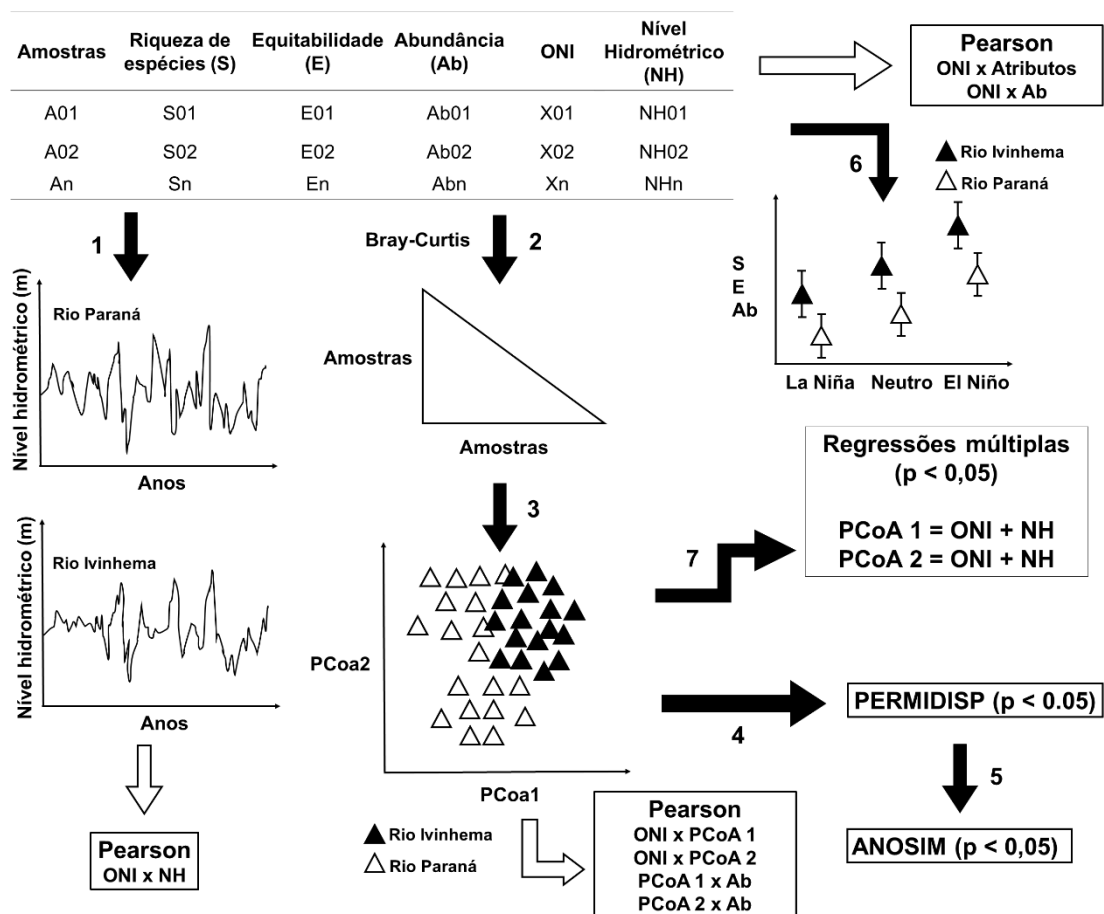 Amostras
Riqueza de
espécies (S)
Equitabilidade
(E)
Abundância
(Ab)
ONI
Nível
Hidrométrico
(NH)
A01 S01 E01 Ab01 X01 NH01
A02 S02 E02 Ab02 X02 NH02
An Sn En Abn Xn NHn
Pearson
ONI x Atributos
ONI x Ab
1
Nível hidrométrico (m)
Rio Paraná
Anos
Nível hidrométrico (m)
Rio Ivinhema
Anos
Pearson
ONI x NH
Bray-Curtis
2
Amostras
Amostras
3
PCoa2
PCoa1
Rio Ivinhema
Rio Paraná
Pearson
ONI x PCoA 1
ONI x PCoA 2
PCoA 1 x Ab
PCoA 2 x Ab
6
Rio Ivinhema
Rio Paraná
S
E
Ab
La Niña Neutro El Niño
7
Regressões múltiplas
(p < 0,05)
PCoA 1 = ONI + NH
PCoA 2 = ONI + NH
4
PERMIDISP (p < 0.05)
5
ANOSIM (p < 0,05)